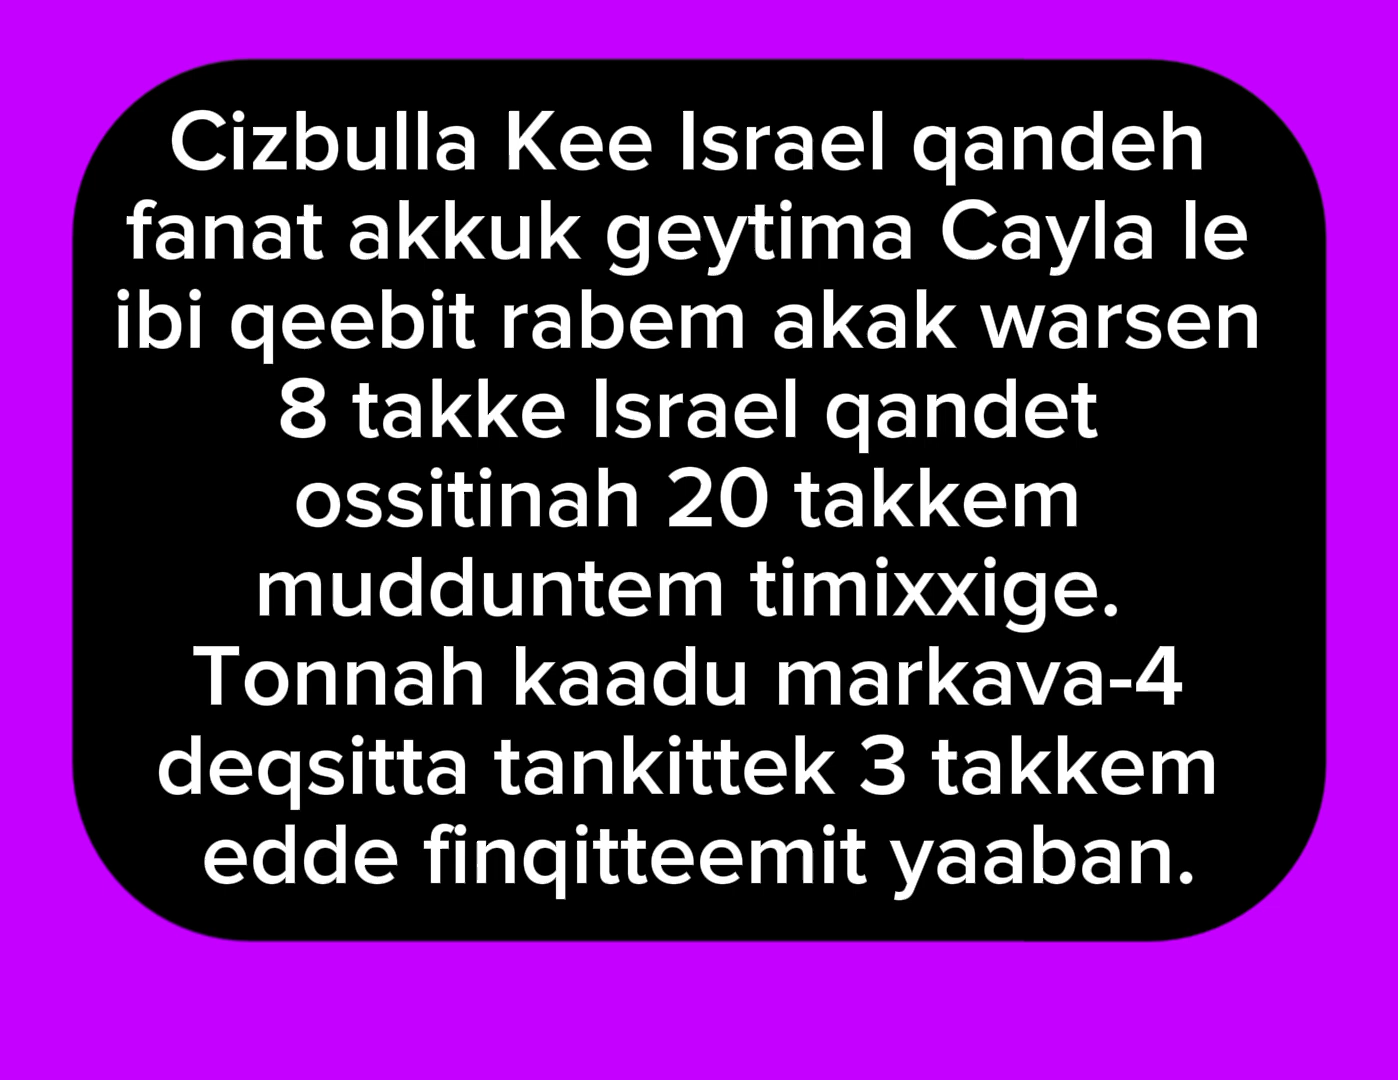 Cizbulla Kee Israel qandeh
fanat akkuk geytima Cayla le
ibi qeebit rabem akak warsen
8 takke Israel qandet
ossitinah 20 takkem
mudduntem timixxige.
Tonnah kaadu markava-4
deqsitta tankittek 3 takkem
edde finqitteemit yaaban.